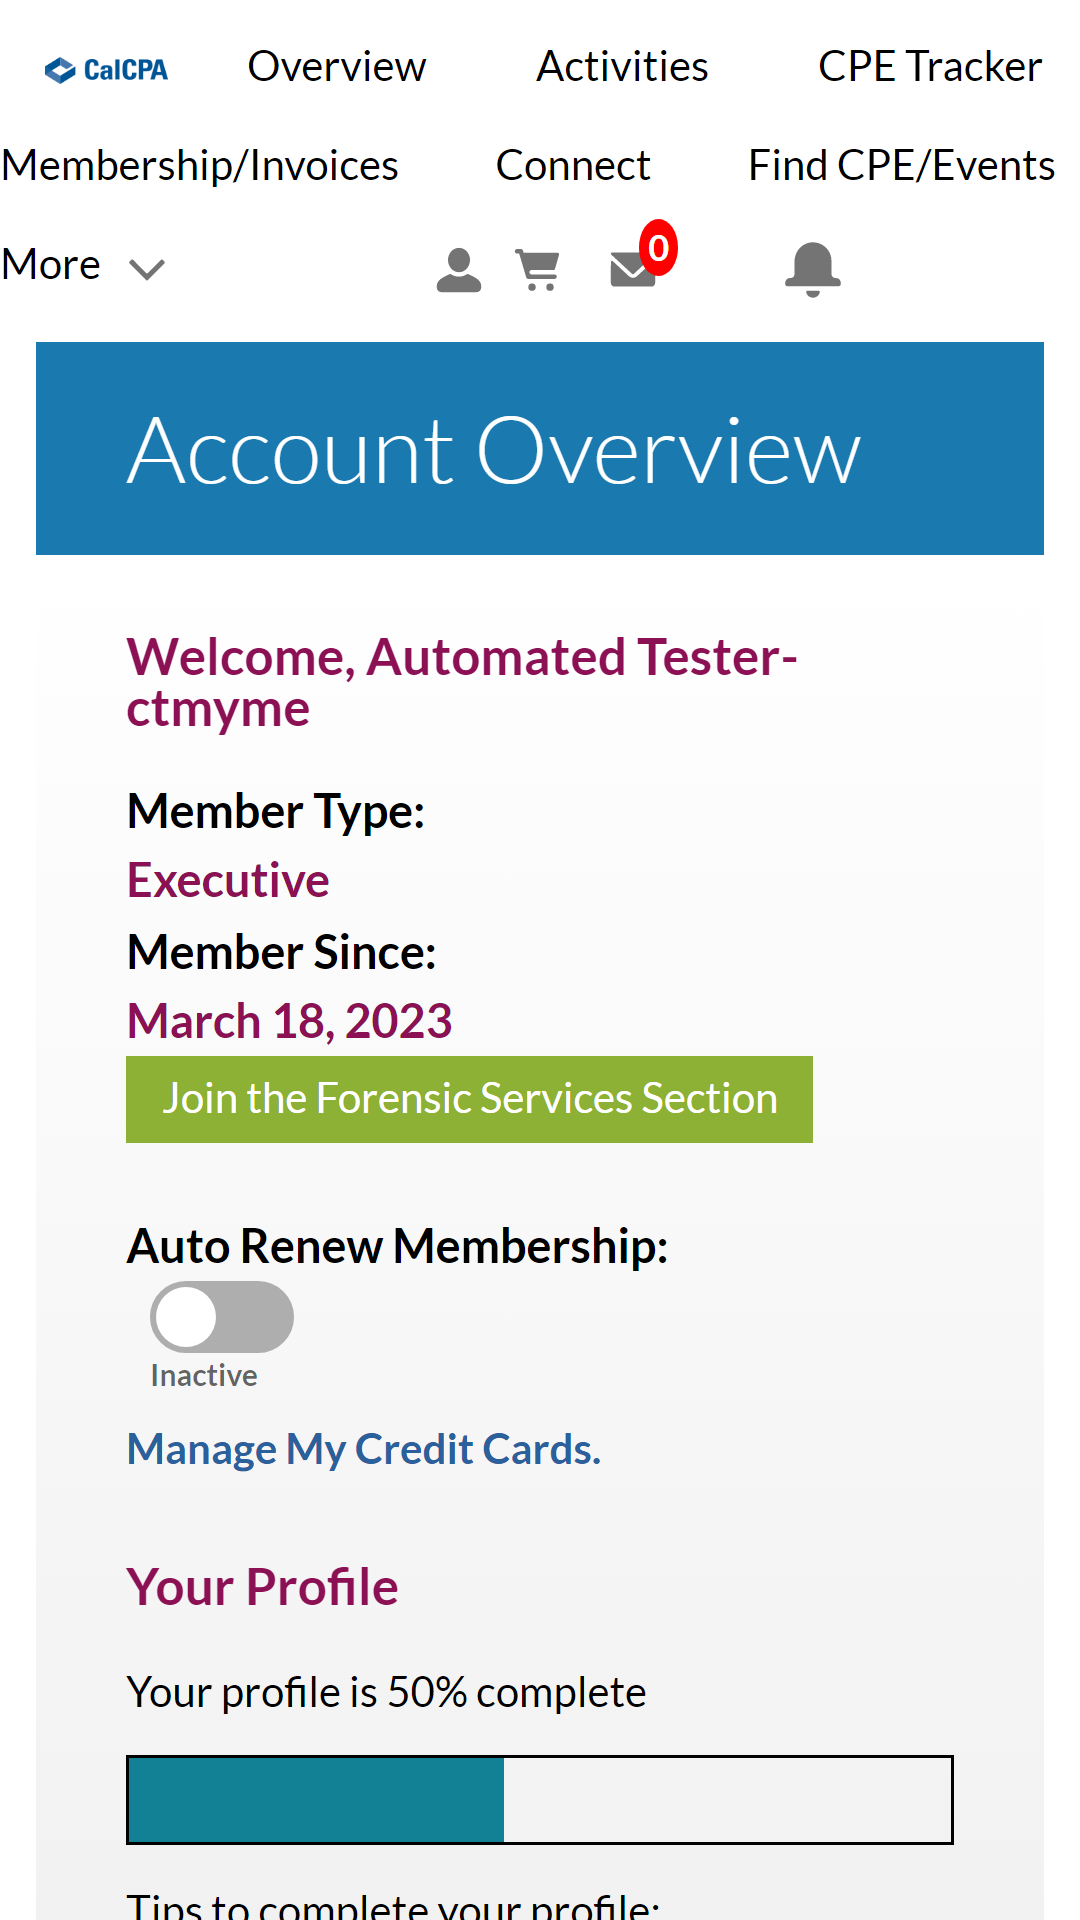 CalCPA Overview Activities CPE Tracker
Membership/Invoices Connect Find CPE/Events
More 0
Account Overview
Welcome, Automated Tester-
ctmyme
Member Type:
Executive
Member Since:
March 18, 2023
Join the Forensic Services Section
Auto Renew Membership:
Inactive
Manage My Credit Cards.
Your Profile
Your profile is 50% complete
Tips to complete your profile: